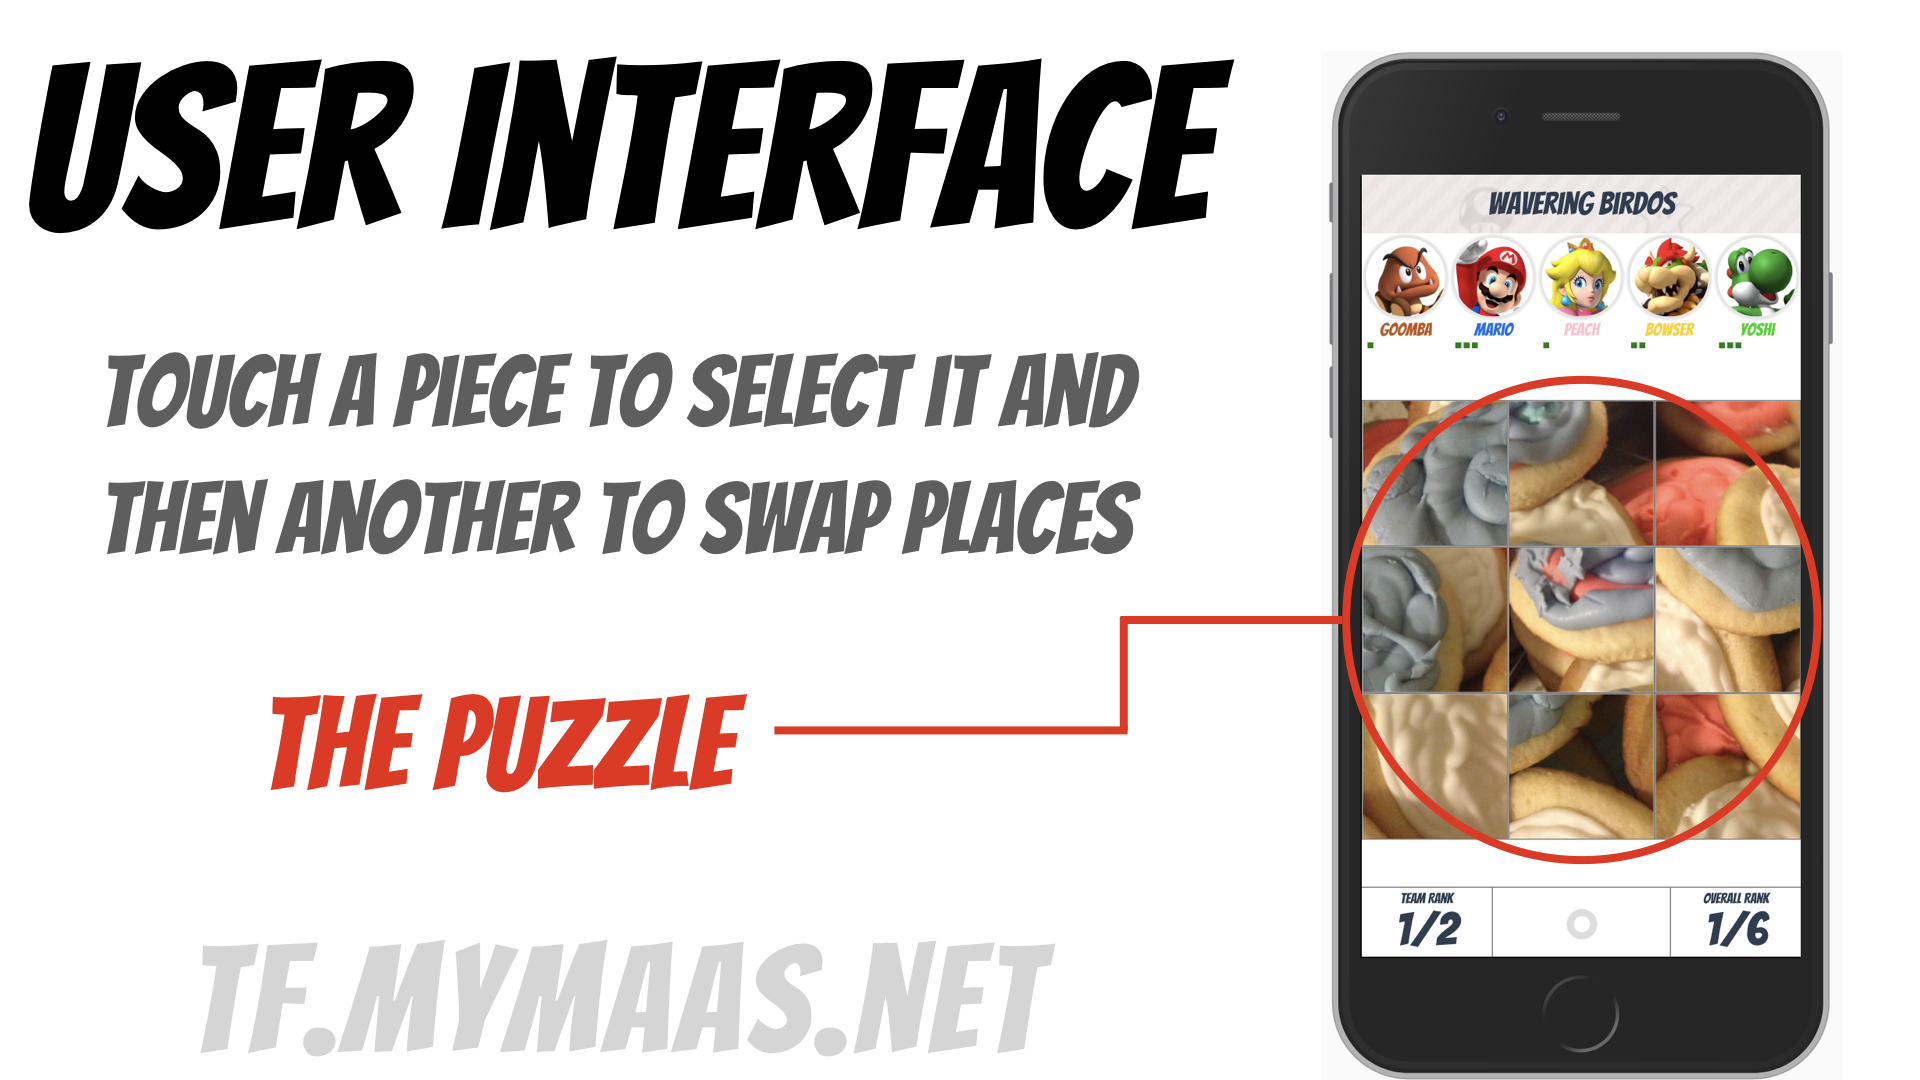 USER INTERFACE
TOUCH A PIECE TO SELECT IT AND
THEN ANOTHER TO SWAP PLACES
THE PUZZLE
TF.MYMAAS.NET
WAVERING BIRDOS
GOOMBA MARIO PEACH BOWSER YOSHI
TEAM RANK
1/2
OVERALL RANK
1/6